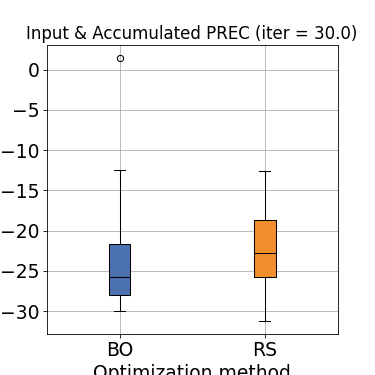 Input & Accumulated PREC (iter = 30.0)
0
−5
−10
−15
−20
−25
−30
BO RS
Optimization method